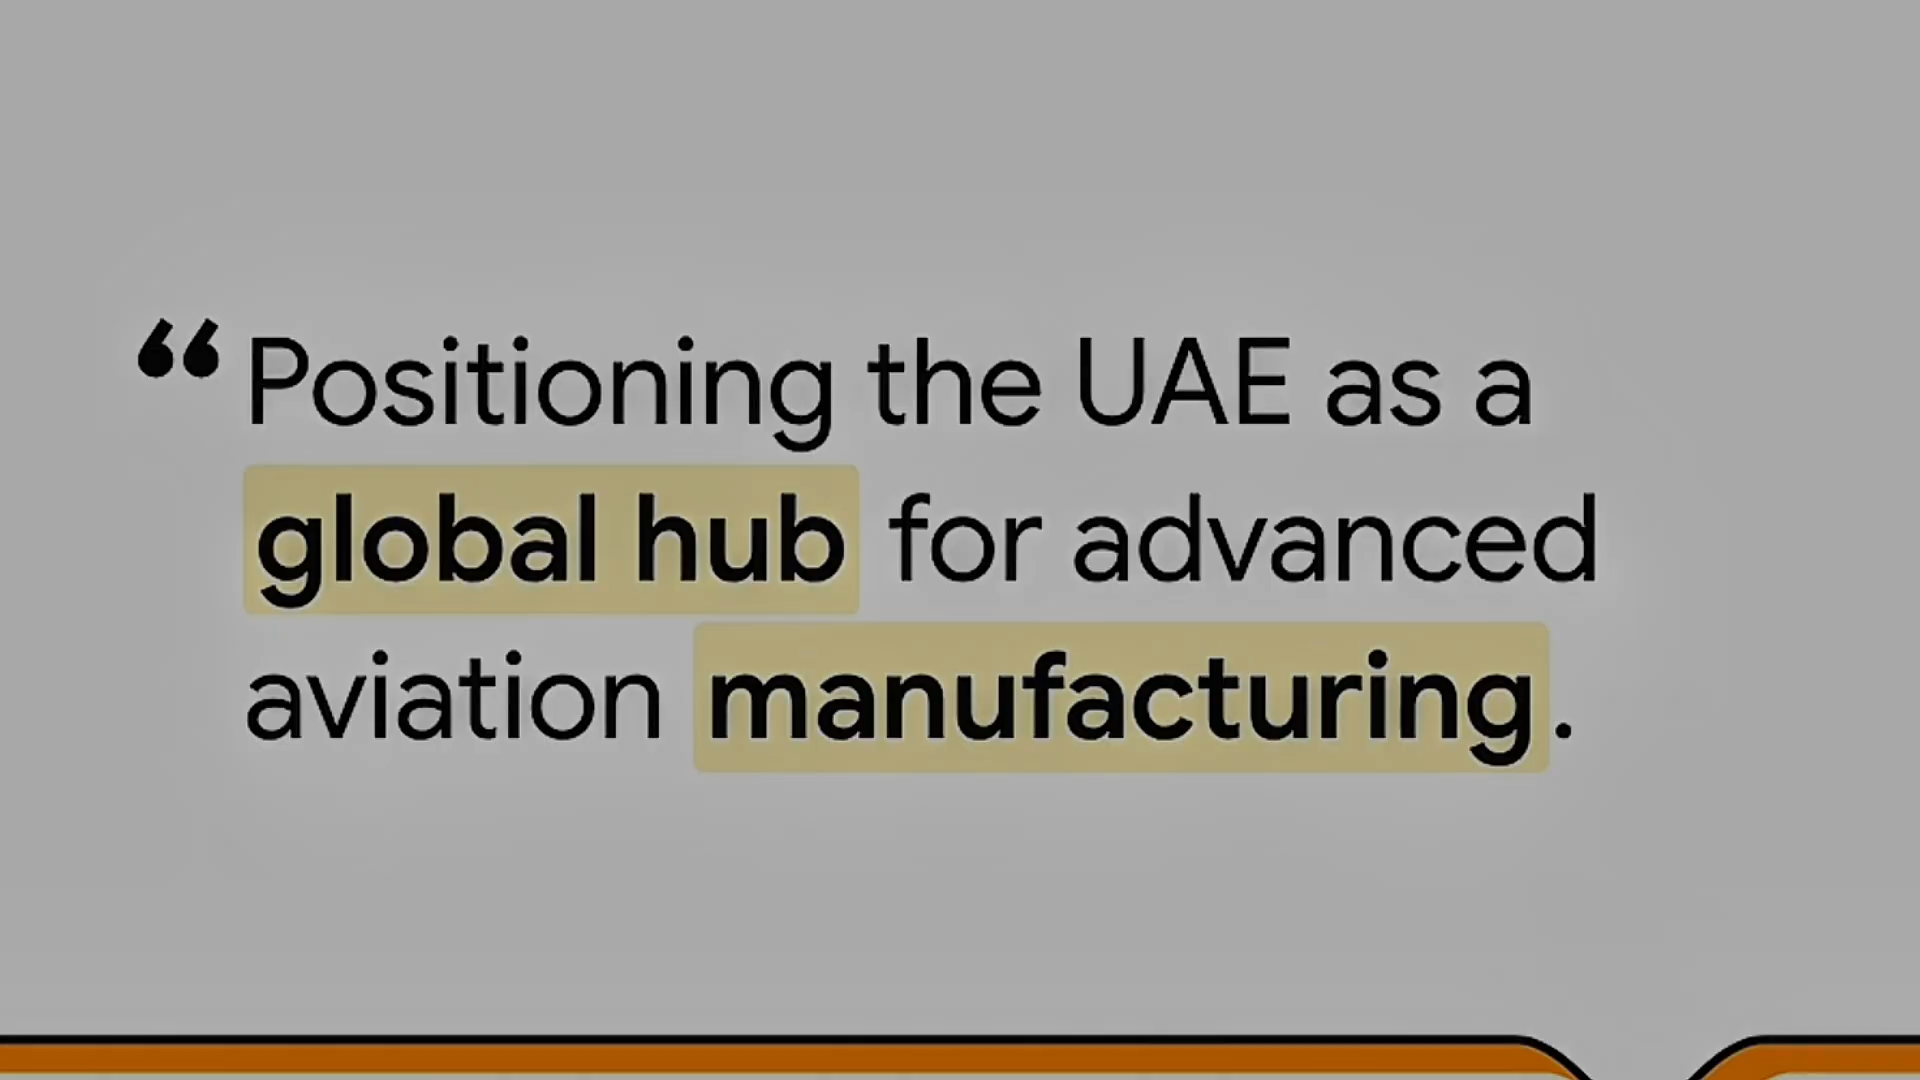 “Positioning the UAE as a
global hub for advanced
aviation manufacturing.